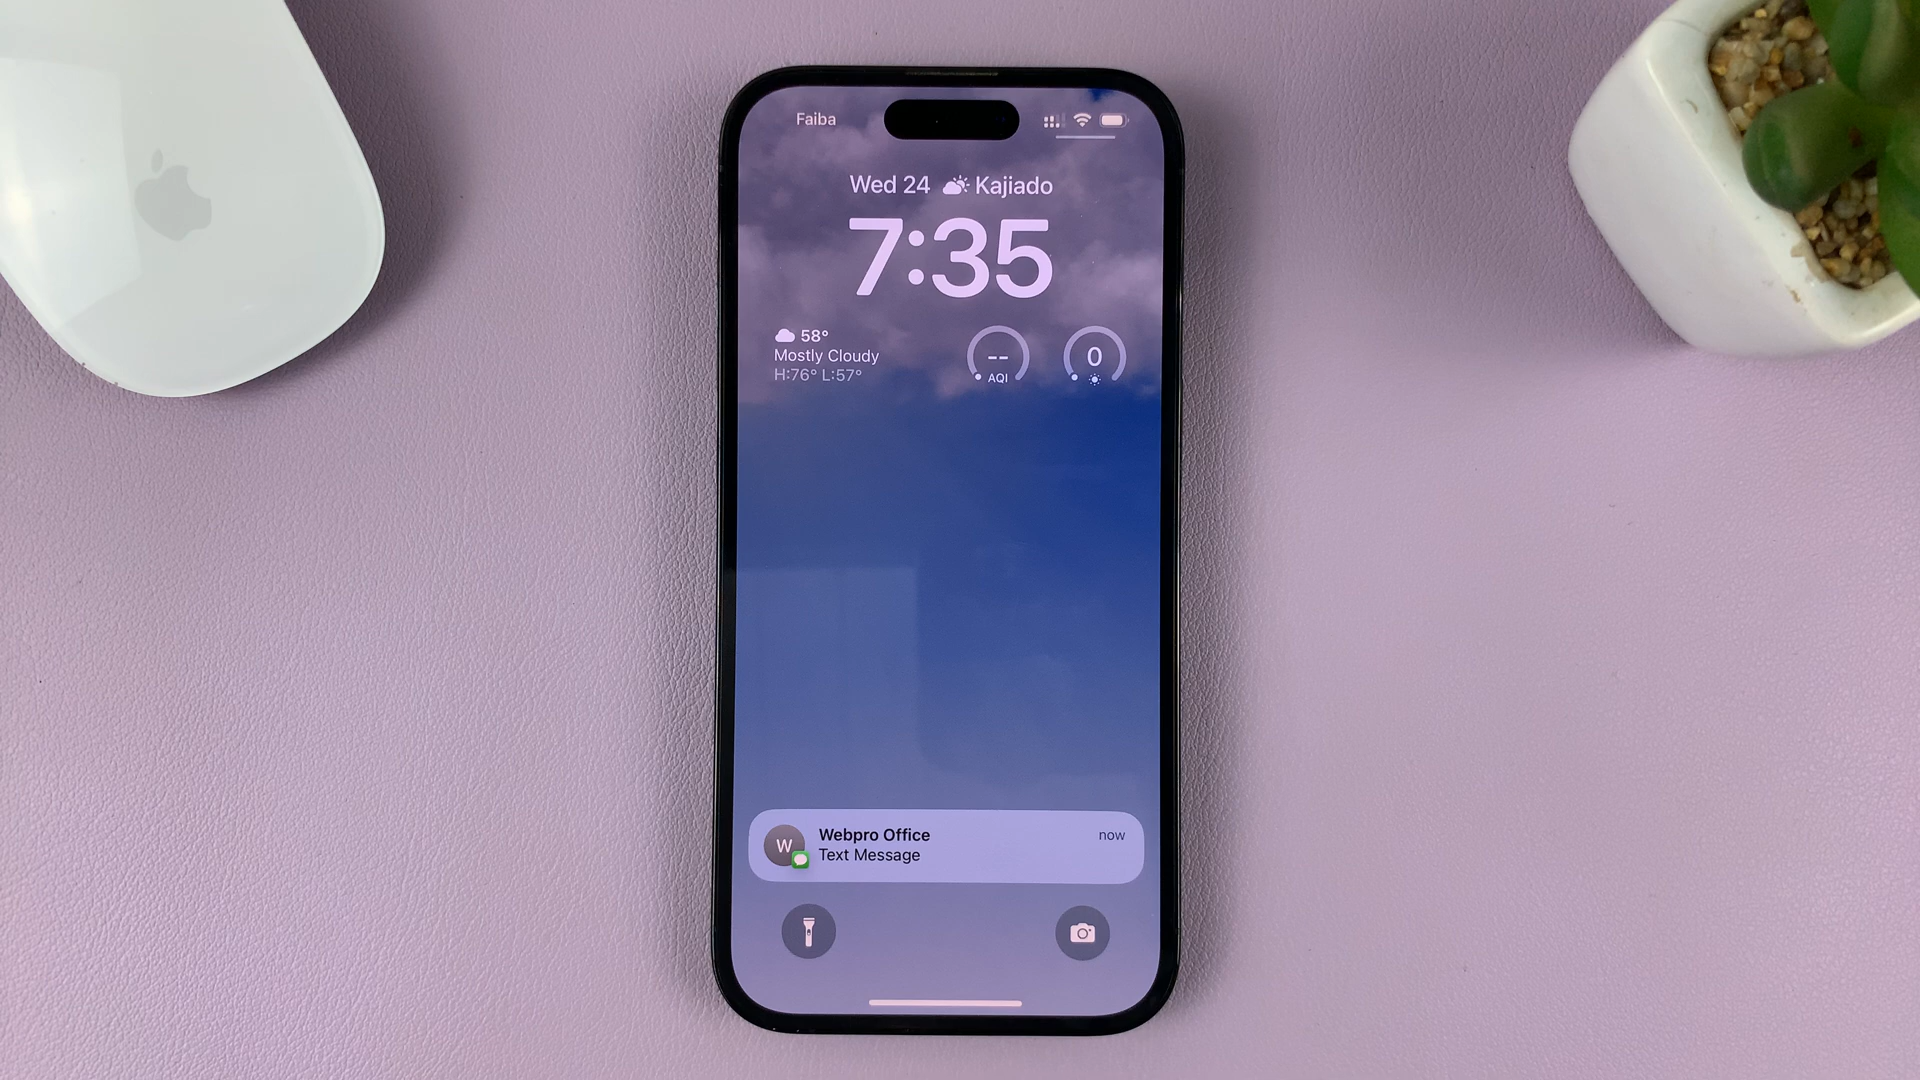 Faiba
Wed 24 Kajiado
7:35
58°
Mostly Cloudy
H:76° L:57°
--
AQI
0
W
Webpro Office
now
Text Message